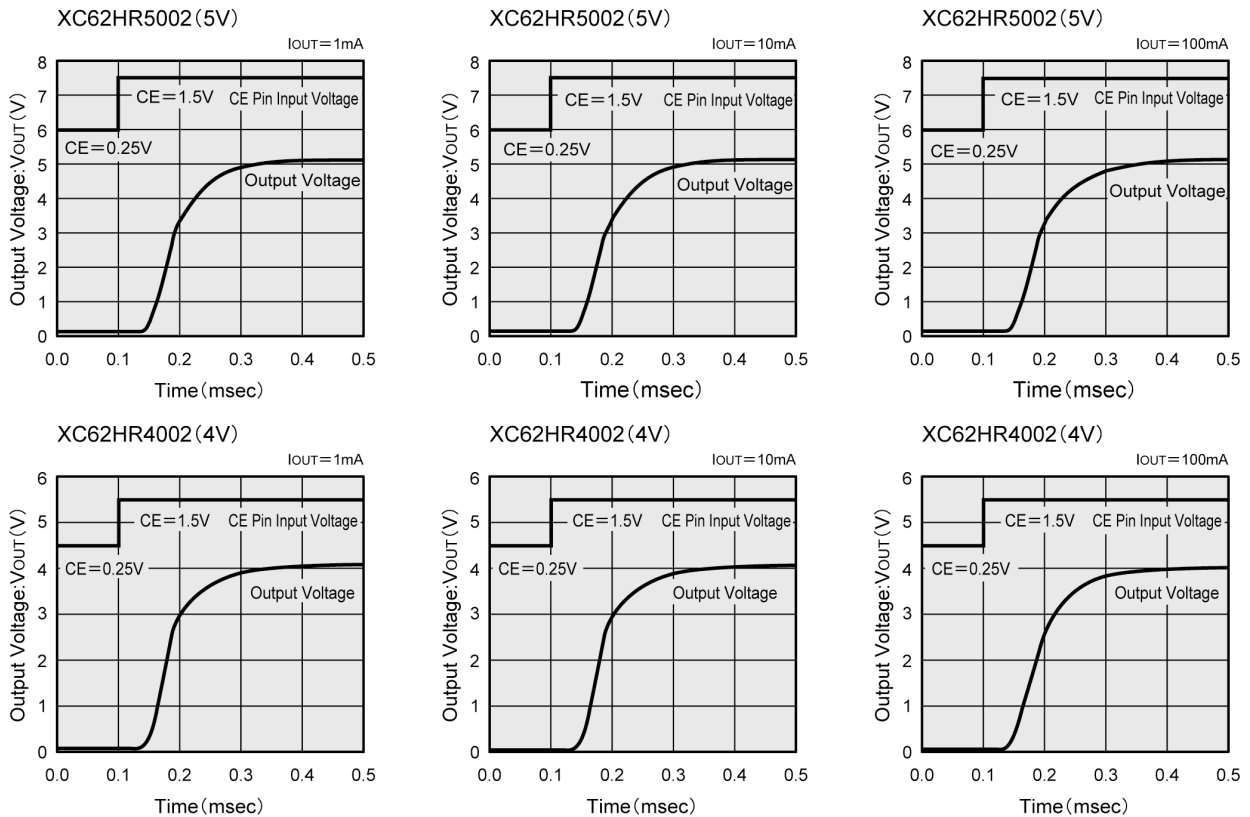 XC62HR5002(5V)
IOUT=1mA
Output Voltage:VOUT(V)
8
7
6
5
4
3
2
1
0
CE=1.5V
CE Pin Input Voltage
CE=0.25V
Output Voltage
0.0 0.1 0.2 0.3 0.4 0.5
Time(msec)
XC62HR5002(5V)
IOUT=10mA
Output Voltage:VOUT(V)
8
7
6
5
4
3
2
1
0
CE=1.5V
CE Pin Input Voltage
CE=0.25V
Output Voltage
0.0 0.1 0.2 0.3 0.4 0.5
Time(msec)
XC62HR5002(5V)
IOUT=100mA
Output Voltage:VOUT(V)
8
7
6
5
4
3
2
1
0
CE=1.5V
CE Pin Input Voltage
CE=0.25V
Output Voltage
0.0 0.1 0.2 0.3 0.4 0.5
Time(msec)
XC62HR4002(4V)
IOUT=1mA
Output Voltage:VOUT(V)
6
5
4
3
2
1
0
CE=1.5V
CE Pin Input Voltage
CE=0.25V
Output Voltage
0.0 0.1 0.2 0.3 0.4 0.5
Time(msec)
XC62HR4002(4V)
IOUT=10mA
Output Voltage:VOUT(V)
6
5
4
3
2
1
0
CE=1.5V
CE Pin Input Voltage
CE=0.25V
Output Voltage
0.0 0.1 0.2 0.3 0.4 0.5
Time(msec)
XC62HR4002(4V)
IOUT=100mA
Output Voltage:VOUT(V)
6
5
4
3
2
1
0
CE=1.5V
CE Pin Input Voltage
CE=0.25V
Output Voltage
0.0 0.1 0.2 0.3 0.4 0.5
Time(msec)